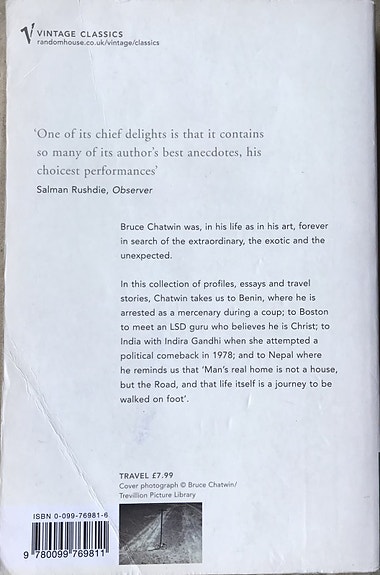 VINTAGE CLASSICS
randomhouse.co.uk/vintage/classics
'One of its chief delights is that it contains
so many of its author's best anecdotes, his
choicest performances'
Salman Rushdie, Observer
Bruce Chatwin was, in his life as in his art, forever
in search of the extraordinary, the exotic and the
unexpected.
In this collection of profiles, essays and travel
stories, Chatwin takes us to Benin, where he is
arrested as a mercenary during a coup; to Boston
to meet an LSD guru who believes he is Christ; to
India with Indira Gandhi when she attempted a
political comeback in 1978; and to Nepal where
he reminds us that 'Man's real home is not a house,
but the Road, and that life itself is a journey to be
walked on foot'.
TRAVEL £7.99
Cover photograph © Bruce Chatwin/
Trevillion Picture Library
ISBN 0-099-76981-6
9 780099 769811